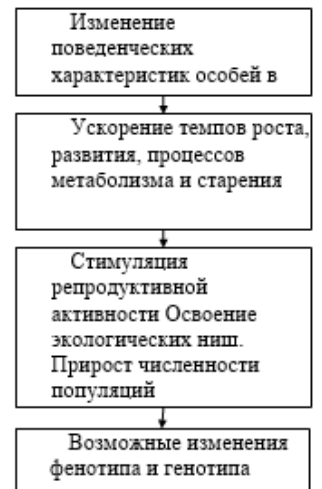 Изменение
поведенческих
характеристик особей в
Ускорение темпов роста,
развития, процессов
метаболизма и старения
Стимуляция
репродуктивной
активности Освоение
экологических ниш.
Прирост численности
популяций
Возможные изменения
фенотипа и генотипа